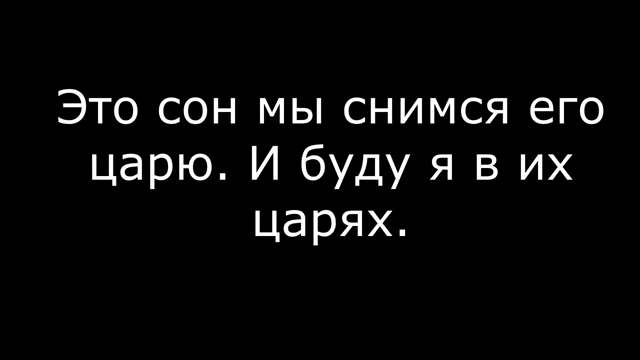 Это сон мы снимся его
царю. И буду я в их
царях.